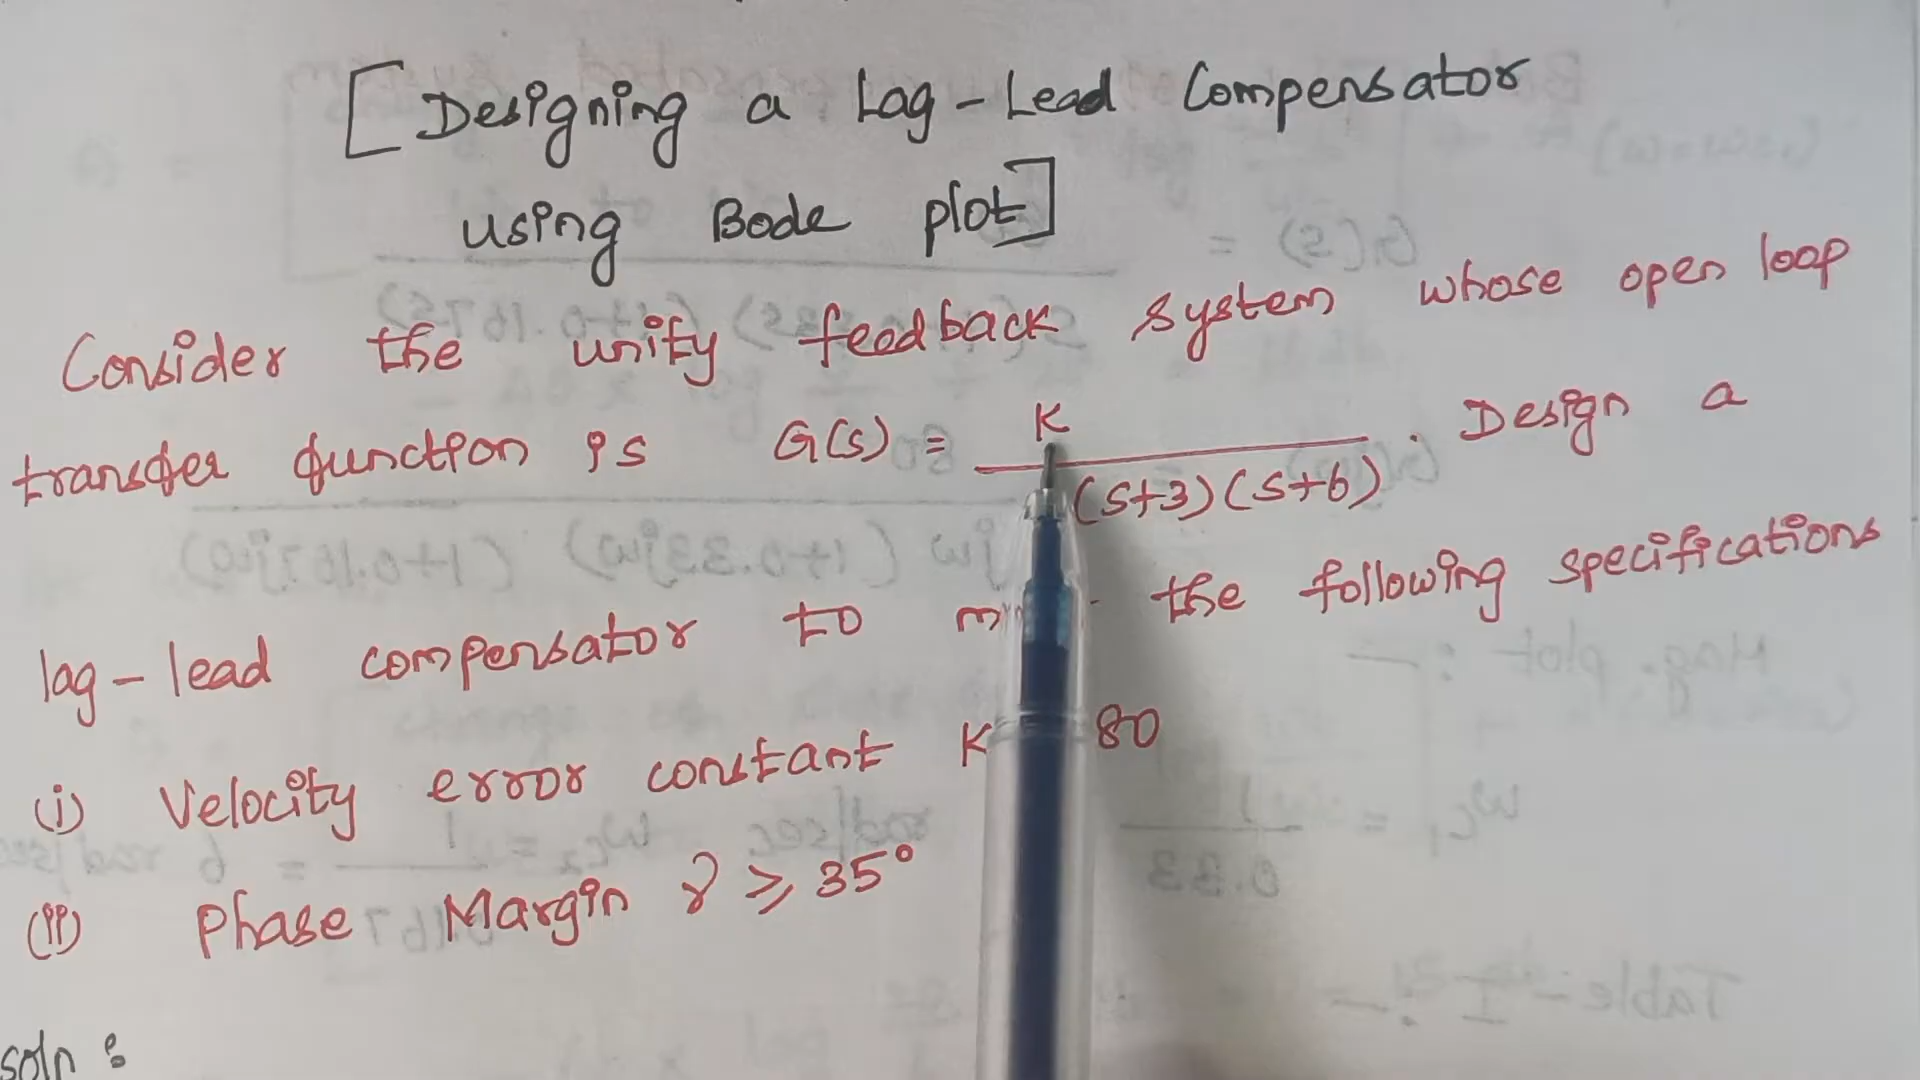 [Designing a Lag-Lead Compensator
using Bode plot]
Consider the unity feedback system whose open loop
transfer function is G(s) = K / (s+3)(s+6) . Design a
lag-lead compensator to the following specifications
(i) Velocity error constant K 80
(ii) Phase Margin γ ≥ 35°
soln :